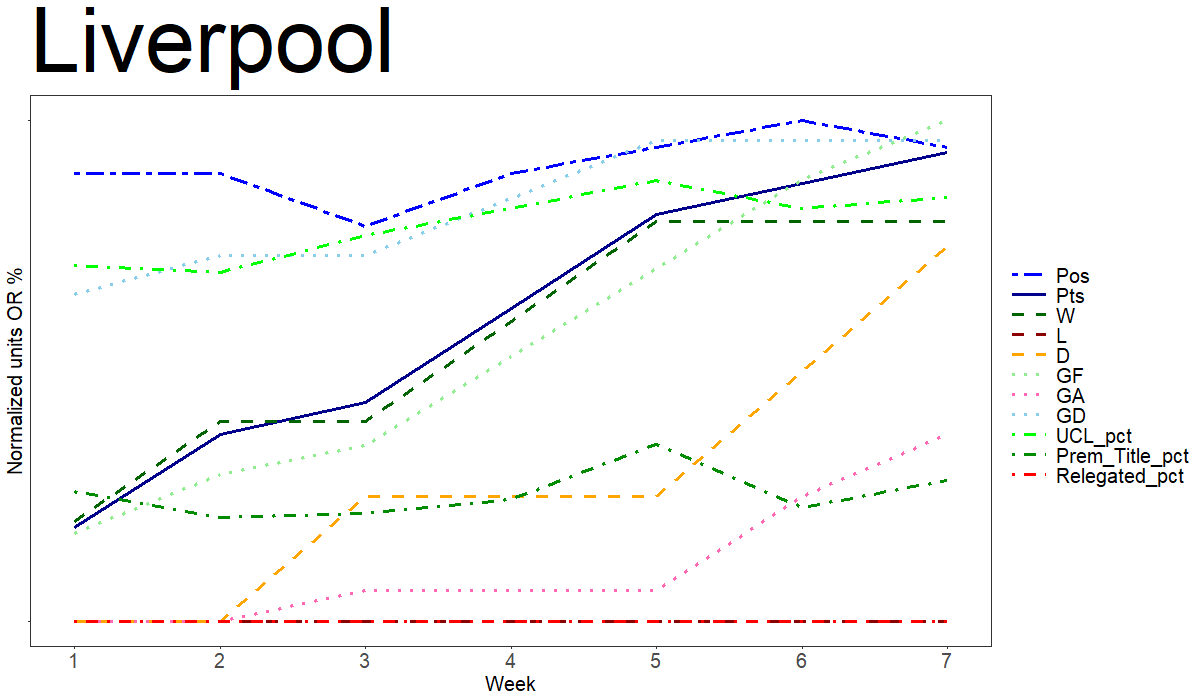 Liverpool
Normalized units OR %
1 2 3 4 5 6 7
Week
Pos
Pts
W
L
D
GF
GA
GD
UCL_pct
Prem_Title_pct
Relegated_pct